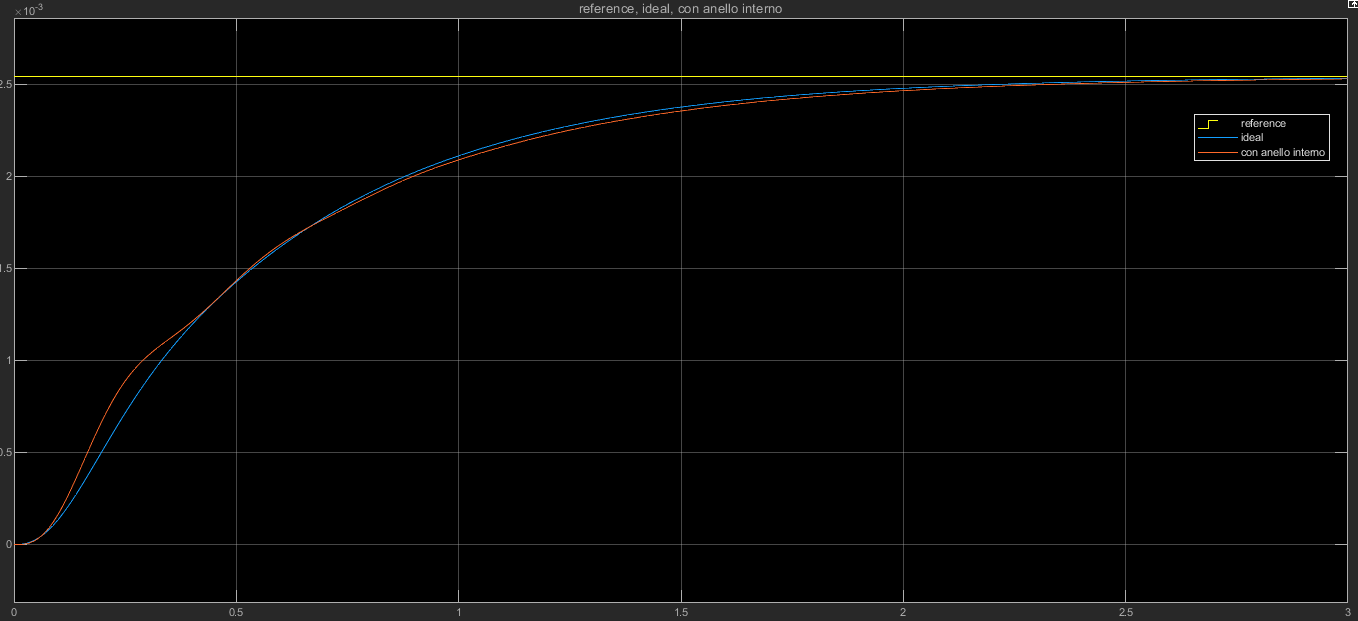 reference, ideal, con anello interno
×10-3
2.5
reference
ideal
con anello interno
2
1.5
1
0.5
0
0 0.5 1 1.5 2 2.5 3